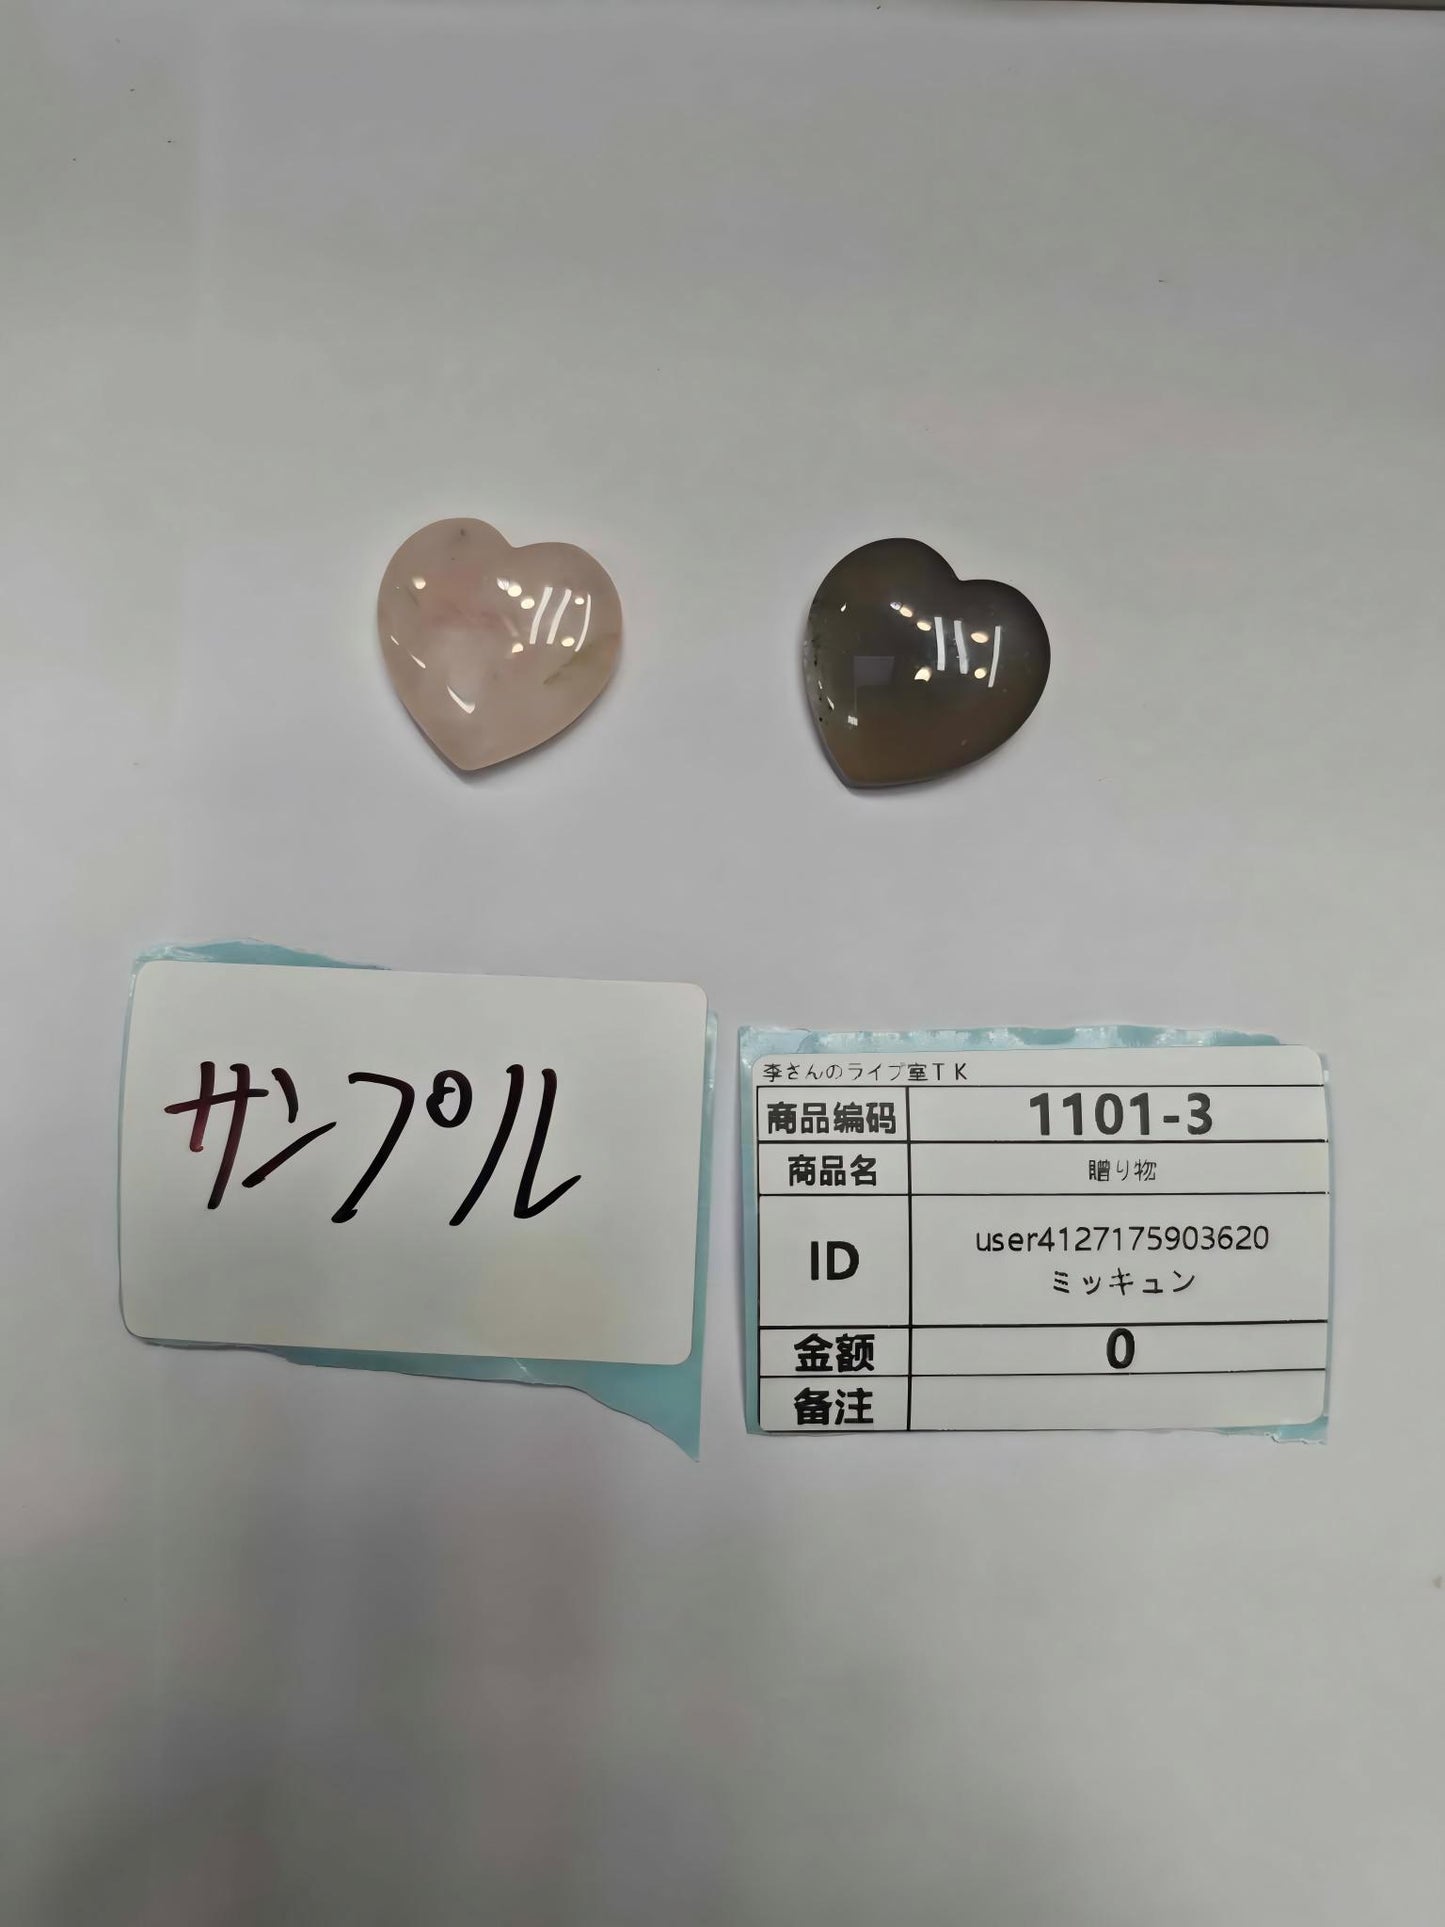 サンプル
李さんのライブ室TK
商品编码 1101-3
商品名 贈り物
ID user4127175903620
ミッキュン
金额 0
备注